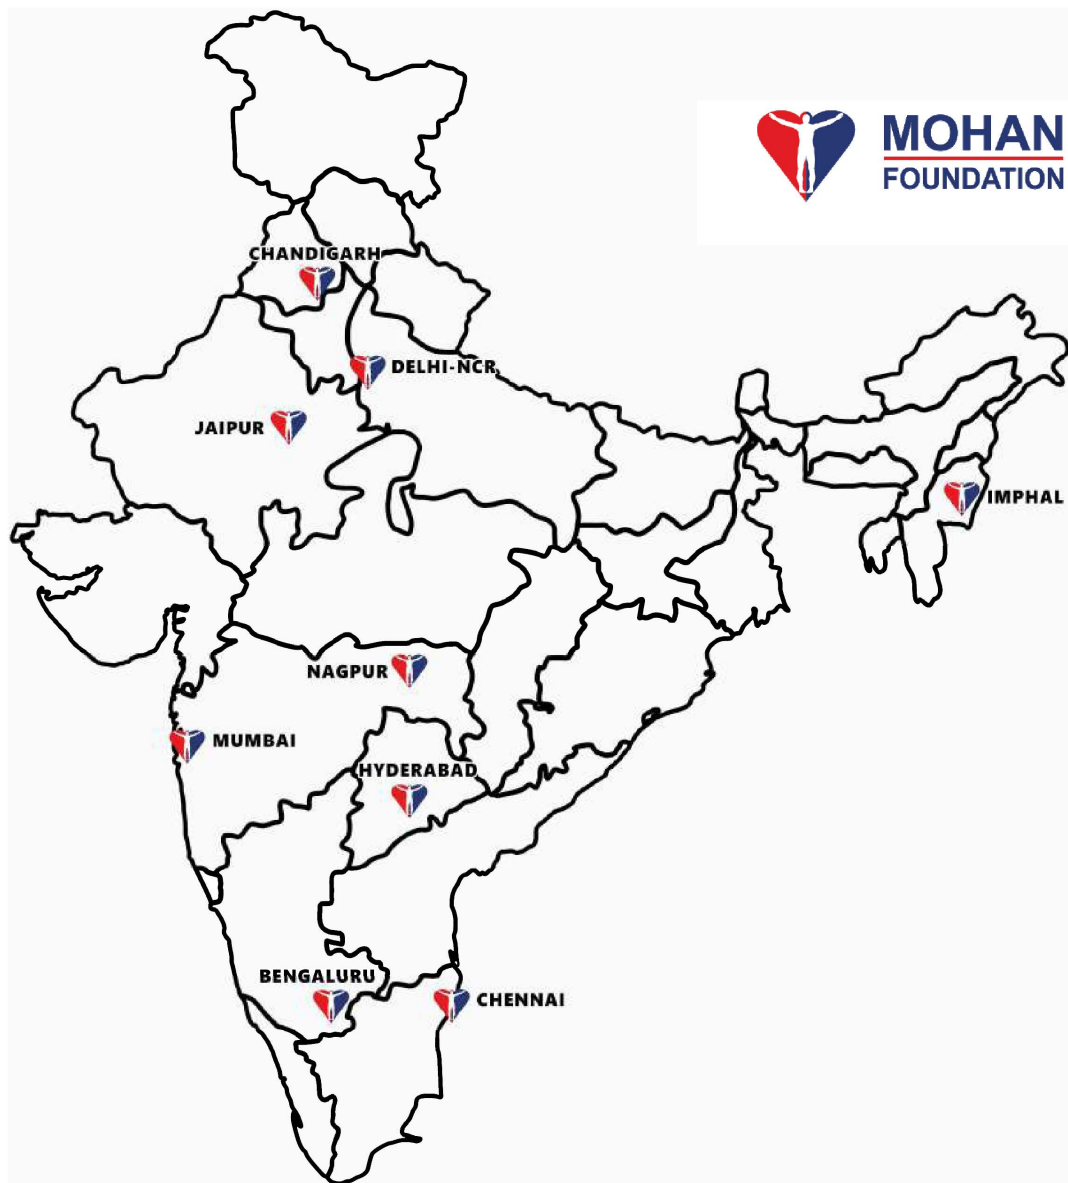 MOHAN
FOUNDATION
CHANDIGARH
DELHI-NCR
JAIPUR
IMPHAL
NAGPUR
MUMBAI
HYDERABAD
BENGALURU
CHENNAI